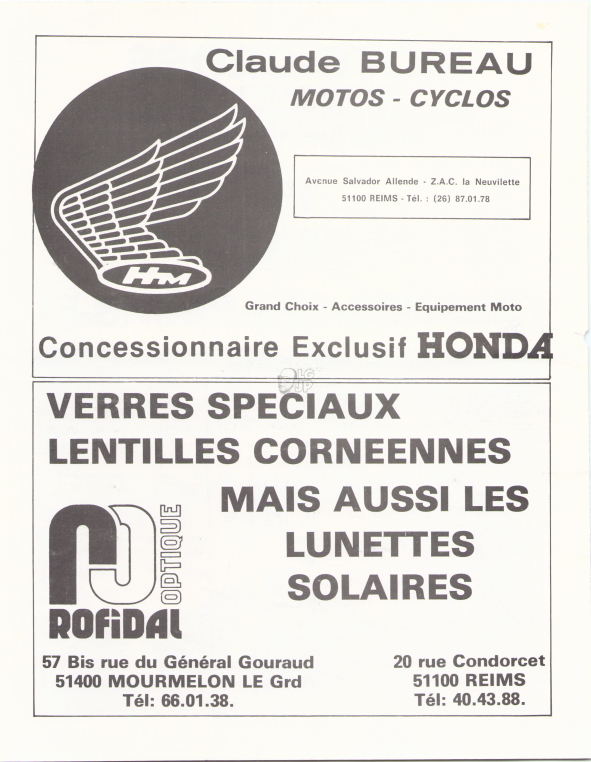 Claude BUREAU
MOTOS - CYCLOS
Avenue Salvador Allende - Z.A.C. la Neuvillette
51100 REIMS - Tél. : (26) 87.01.78
HM
Grand Choix - Accessoires - Equipement Moto
Concessionnaire Exclusif HONDA
LG
JP
VERRES SPECIAUX
LENTILLES CORNEENNES
MAIS AUSSI LES
LUNETTES
SOLAIRES
OPTIQUE
ROFIDAL
57 Bis rue du Général Gouraud
51400 MOURMELON LE Grd
Tél: 66.01.38.
20 rue Condorcet
51100 REIMS
Tél: 40.43.88.